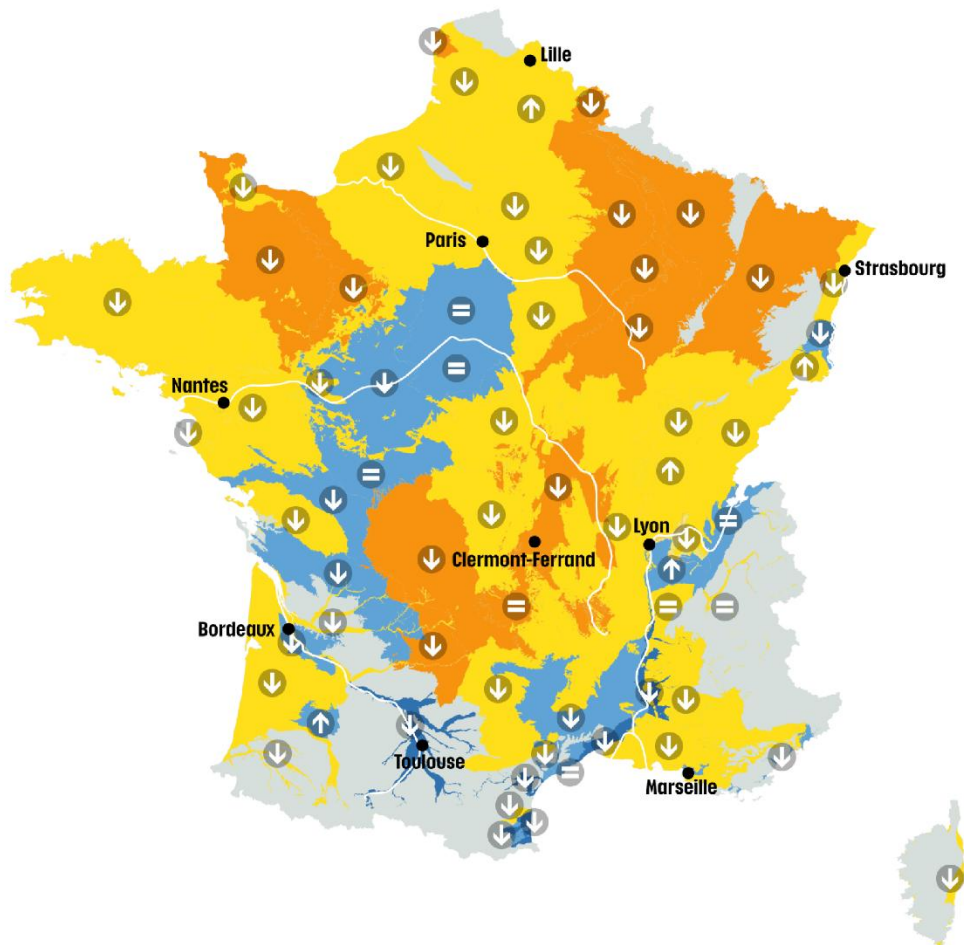 Lille
Paris
Strasbourg
Nantes
Lyon
Clermont-Ferrand
Bordeaux
Toulouse
Marseille